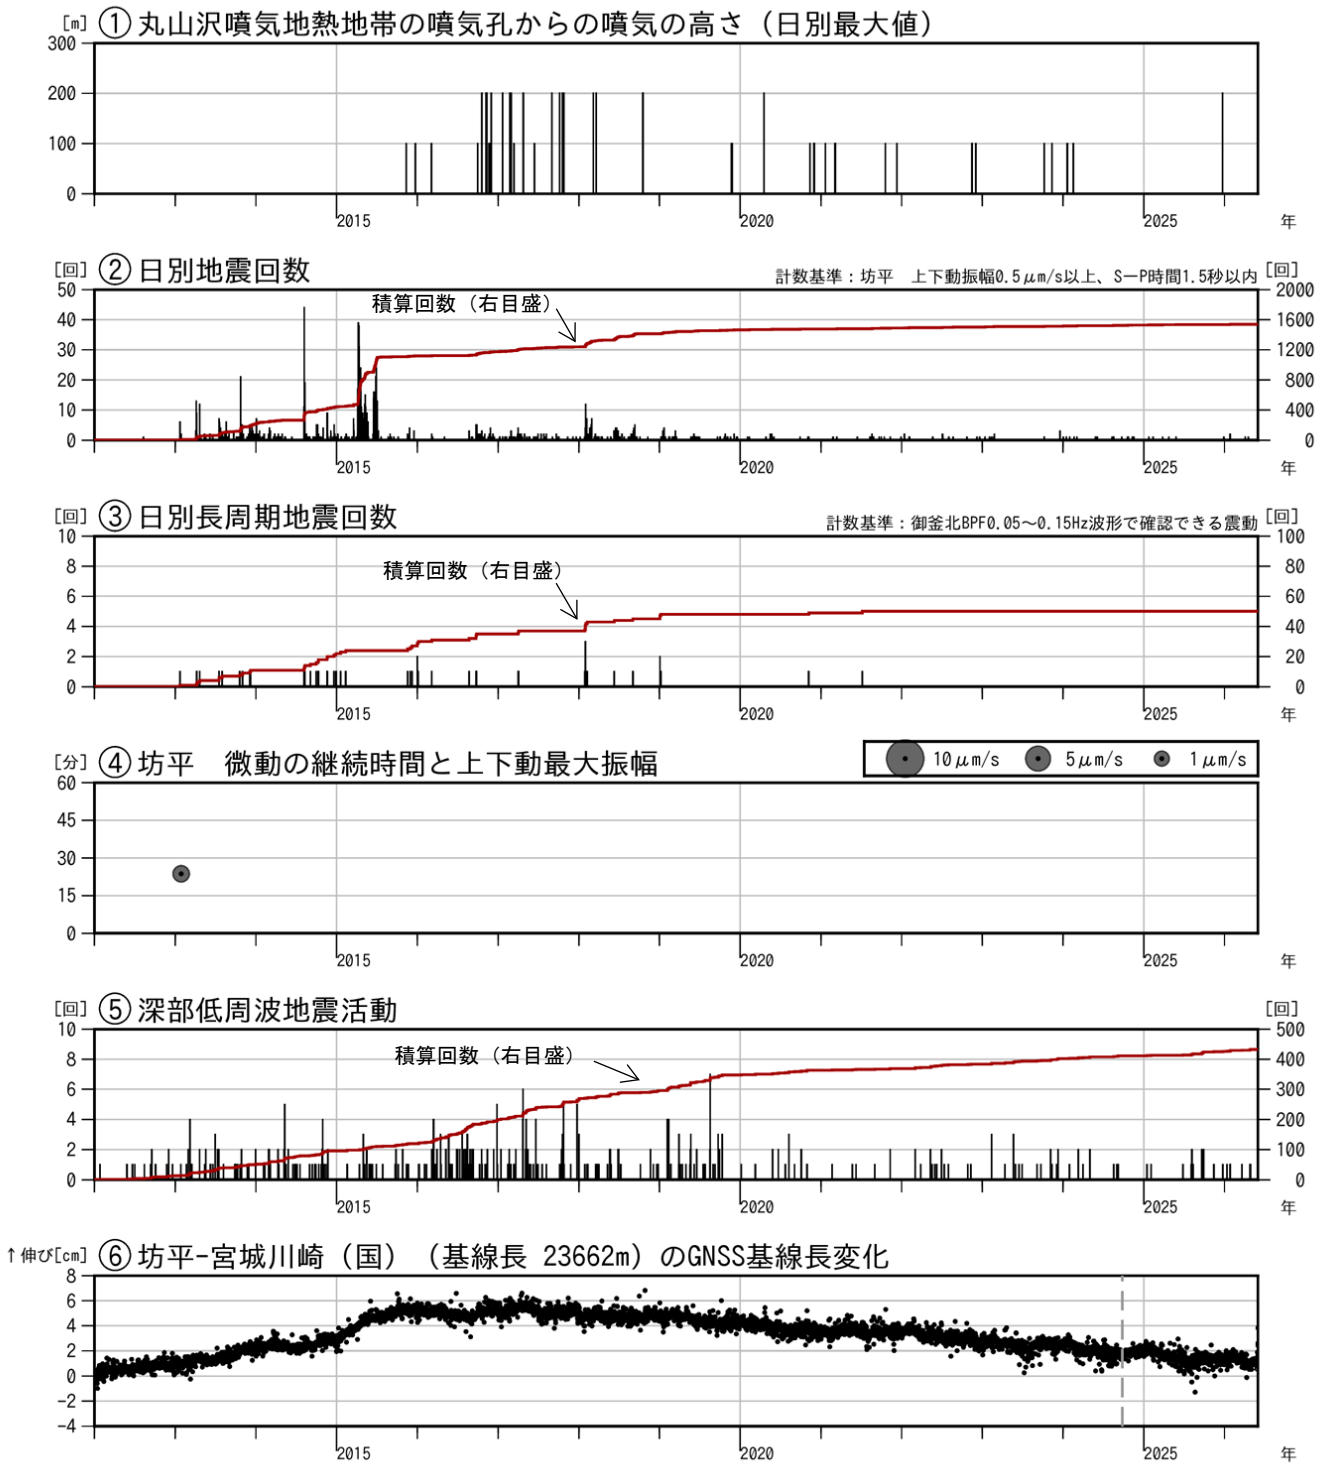 [m] ①丸山沢噴気地熱地帯の噴気孔からの噴気の高さ（日別最大値）
300
200
100
0
2015 2020 2025 年
[回] ②日別地震回数 計数基準：坊平 上下動振幅0.5μm/s以上、S－P時間1.5秒以内 [回]
50 2000
積算回数（右目盛）
40 1600
30 1200
20 800
10 400
0 0
2015 2020 2025 年
[回] ③日別長周期地震回数 計数基準：御釜北BPF0.05～0.15Hz波形で確認できる震動 [回]
10 100
積算回数（右目盛）
8 80
6 60
4 40
2 20
0 0
2015 2020 2025 年
[分] ④坊平 微動の継続時間と上下動最大振幅 10μm/s 5μm/s 1μm/s
60
45
30
15
0
2015 2020 2025 年
[回] ⑤深部低周波地震活動 [回]
10 500
積算回数（右目盛）
8 400
6 300
4 200
2 100
0 0
2015 2020 2025 年
↑伸び[cm] ⑥坊平-宮城川崎（国）（基線長 23662m）のGNSS基線長変化
8
6
4
2
0
-2
-4
2015 2020 2025 年